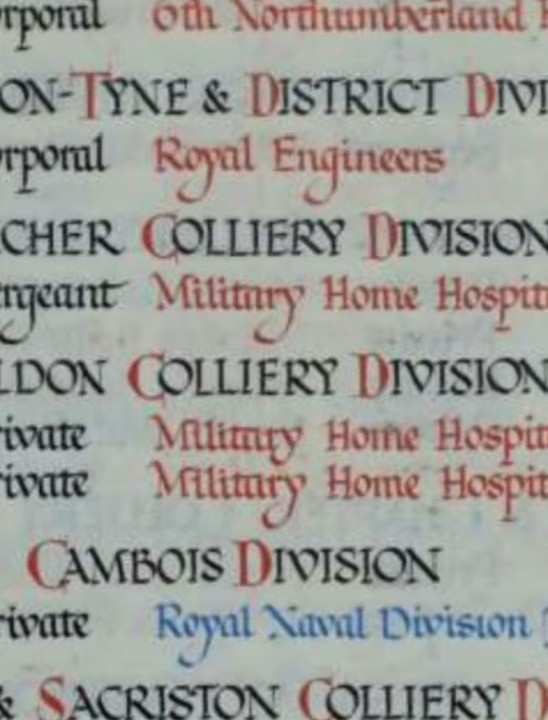 rporal 6th Northumberland
ON-TYNE & DISTRICT DIVI
rporal Royal Engineers
CHER COLLIERY DIVISION
ergeant Military Home Hospit
LDON COLLIERY DIVISION
rivate Military Home Hospit
rivate Military Home Hospit
CAMBOIS DIVISION
rivate Royal Naval Division
& SACRISTON COLLIERY D